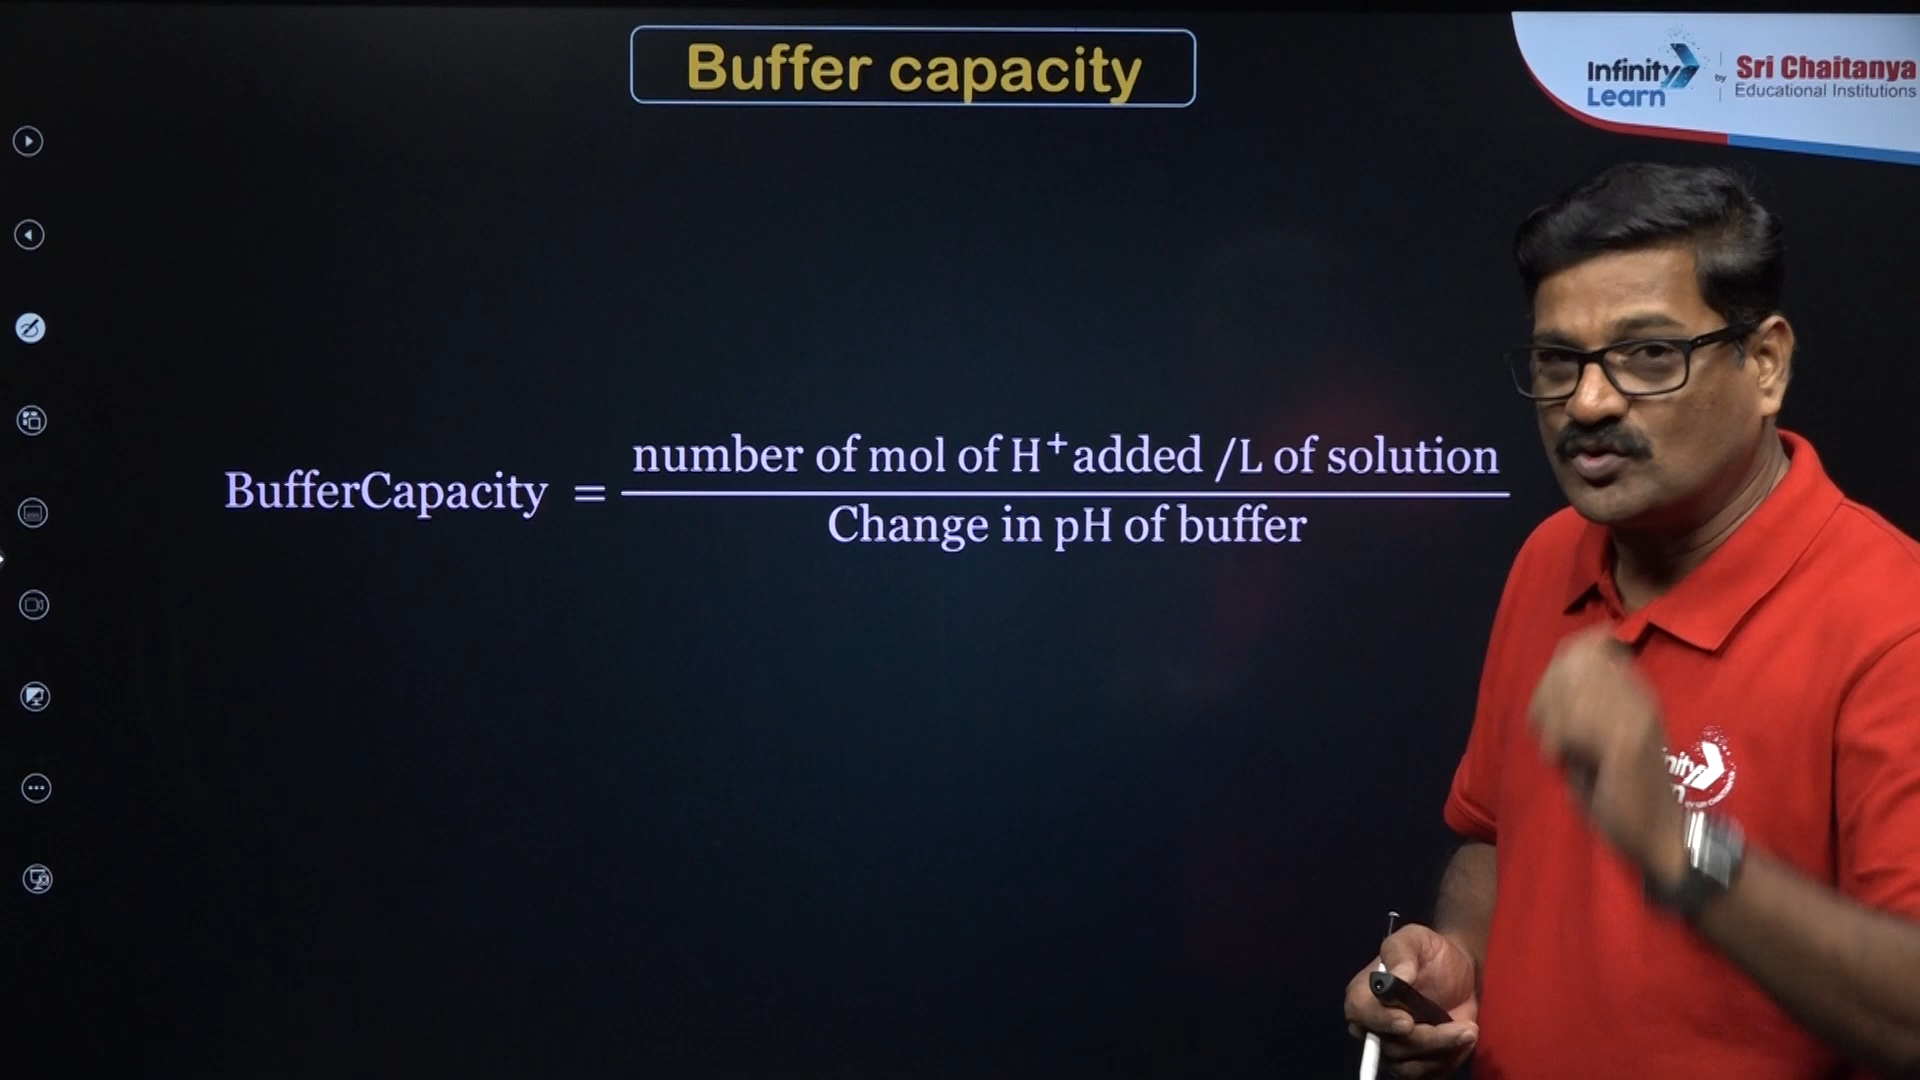 Buffer capacity
Infinity Learn by Sri Chaitanya Educational Institutions
BufferCapacity = number of mol of H⁺added /L of solution
Change in pH of buffer